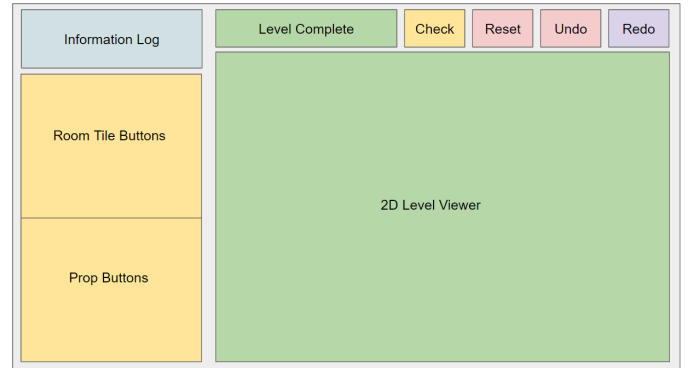 Information Log
Level Complete
Check
Reset
Undo
Redo
Room Tile Buttons
2D Level Viewer
Prop Buttons